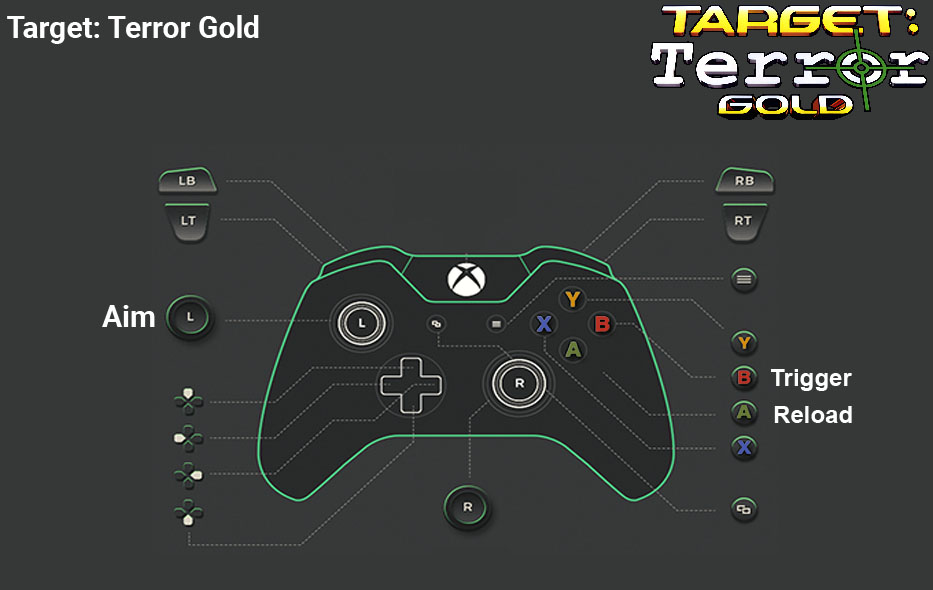 Target: Terror Gold
TARGET:
Terror
GOLD
LB
RB
LT
RT
Aim
L
L
Y
X
B
A
R
Y
B
Trigger
A
Reload
X
R